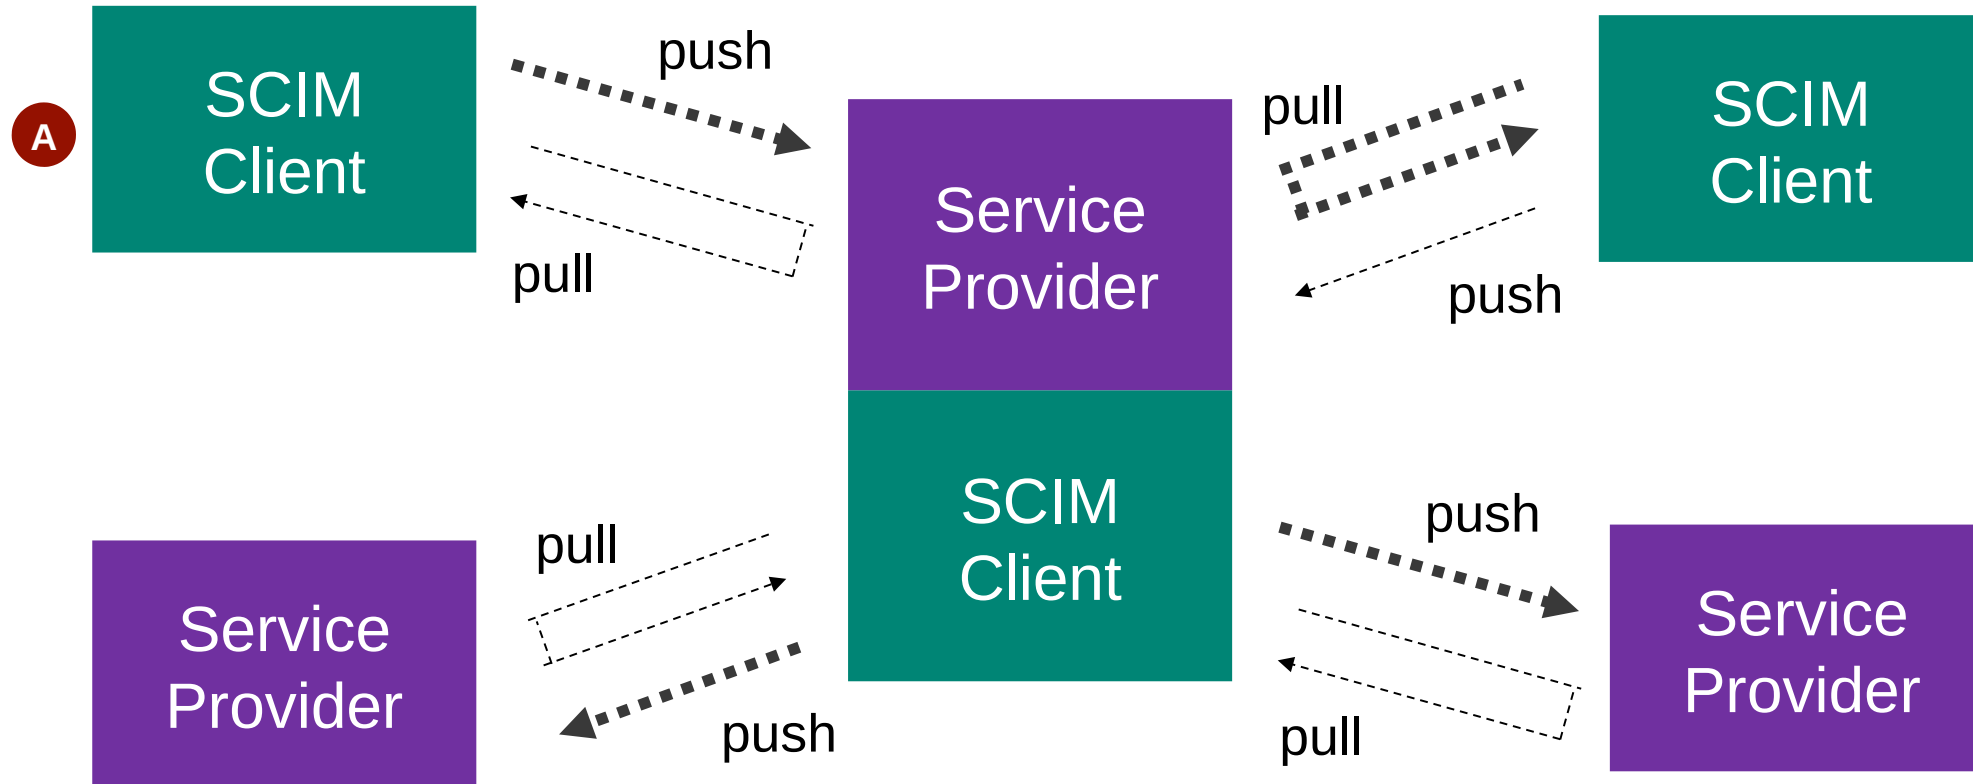 A
SCIM
Client
push
pull
Service
Provider
pull
push
SCIM
Client
Service
Provider
pull
push
SCIM
Client
push
pull
Service
Provider